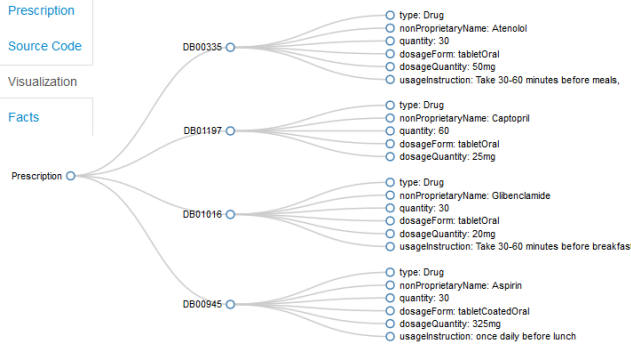 Prescription
Source Code
Visualization
Facts
Prescription
DB00335
type: Drug
nonProprietaryName: Atenolol
quantity: 30
dosageForm: tabletOral
dosageQuantity: 50mg
usageInstruction: Take 30-60 minutes before meals,
DB01197
type: Drug
nonProprietaryName: Captopril
quantity: 60
dosageForm: tabletOral
dosageQuantity: 25mg
DB01016
type: Drug
nonProprietaryName: Glibenclamide
quantity: 30
dosageForm: tabletOral
dosageQuantity: 20mg
usageInstruction: Take 30-60 minutes before breakfast
DB00945
type: Drug
nonProprietaryName: Aspirin
quantity: 30
dosageForm: tabletCoatedOral
dosageQuantity: 325mg
usageInstruction: once daily before lunch